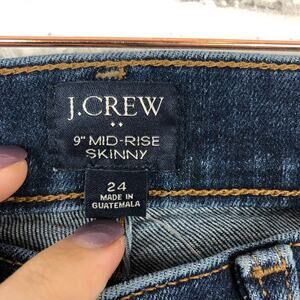 J.CREW
9" MID-RISE
SKINNY
24
MADE IN
GUATEMALA